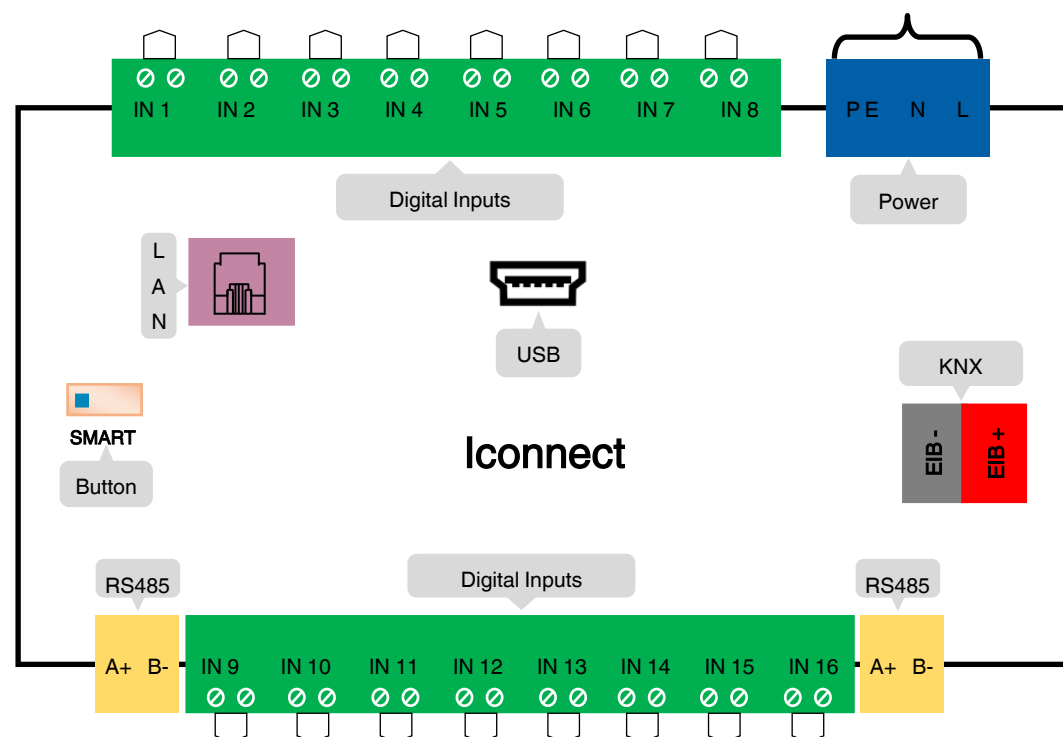 IN 1 IN 2 IN 3 IN 4 IN 5 IN 6 IN 7 IN 8
PE N L
Digital Inputs
Power
L
A
N
USB
KNX
EIB -
EIB +
SMART
Button
Iconnect
RS485
Digital Inputs
RS485
A+ B-
IN 9 IN 10 IN 11 IN 12 IN 13 IN 14 IN 15 IN 16
A+ B-